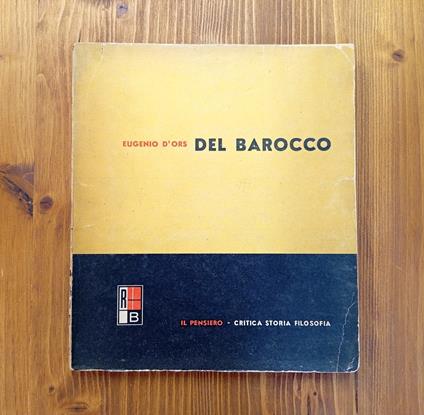 EUGENIO D'ORS DEL BAROCCO
R
B
IL PENSIERO - CRITICA STORIA FILOSOFIA